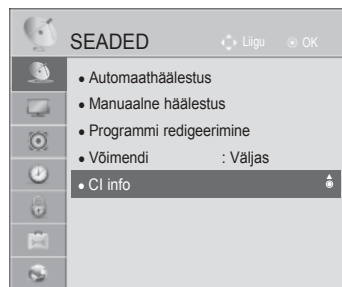 SEADED Liigu OK
• Automaathäälestus
• Manuaalne häälestus
• Programmi redigeerimine
• Võimendi : Väljas
• CI info